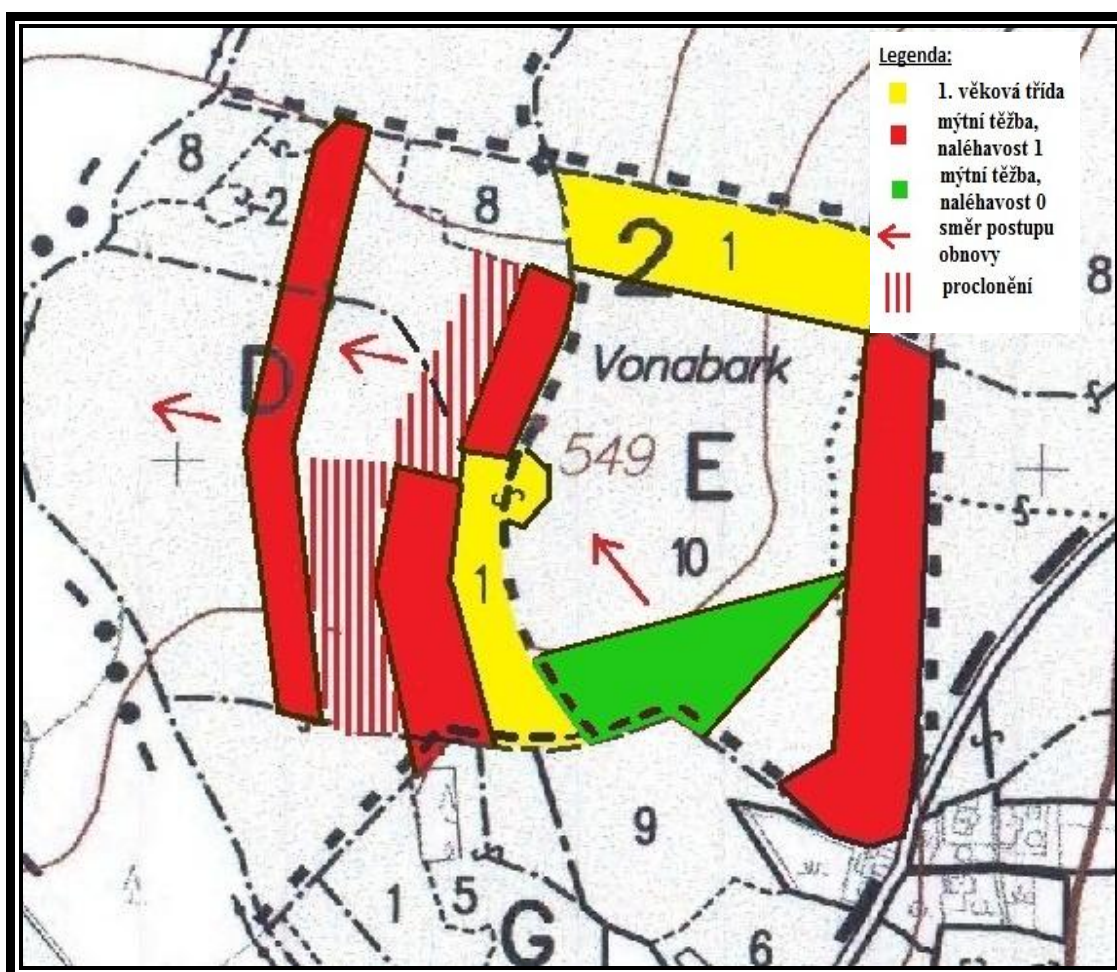 Legenda:
1. věková třída
mýtní těžba,
naléhavost 1
mýtní těžba,
naléhavost 0
směr postupu
obnovy
proclonění
8
2
8
2
1
8
D
Vonabark
549
E
10
1
9
1
5
G
6